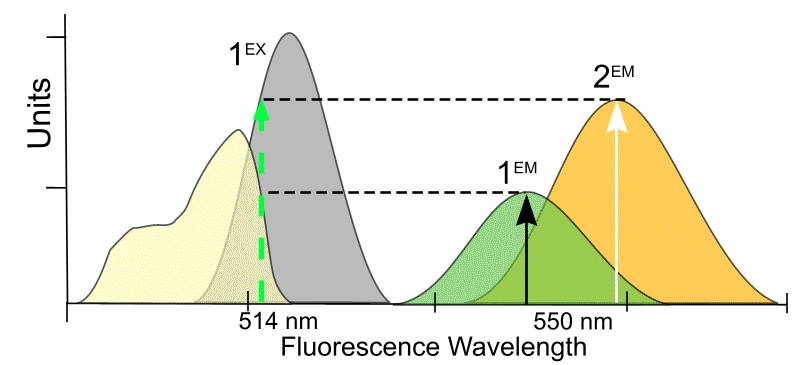 1EX
2EM
1EM
Units
514 nm
550 nm
Fluorescence Wavelength